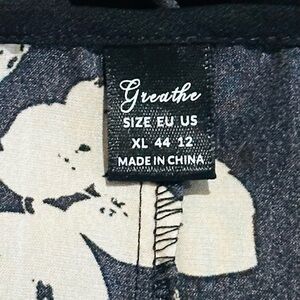 Greathe
SIZE EU US
XL 44 12
MADE IN CHINA